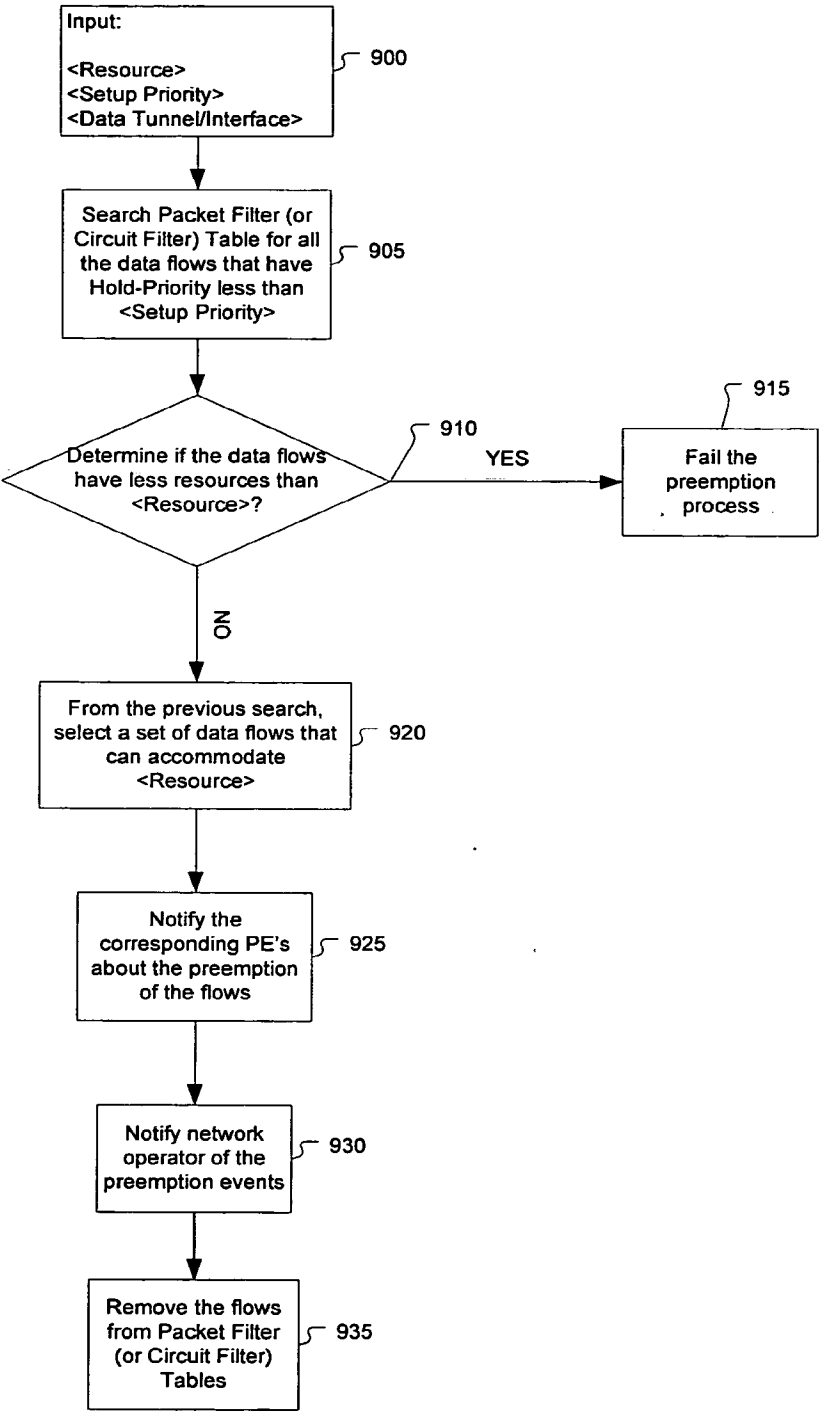 Input:
<Resource>
<Setup Priority>
<Data Tunnel/Interface>
900
Search Packet Filter (or
Circuit Filter) Table for all
the data flows that have
Hold-Priority less than
<Setup Priority>
905
Determine if the data flows
have less resources than
<Resource>?
910
YES
915
Fail the
preemption
process
NO
From the previous search,
select a set of data flows that
can accommodate
<Resource>
920
Notify the
corresponding PE's
about the preemption
of the flows
925
Notify network
operator of the
preemption events
930
Remove the flows
from Packet Filter
(or Circuit Filter)
Tables
935